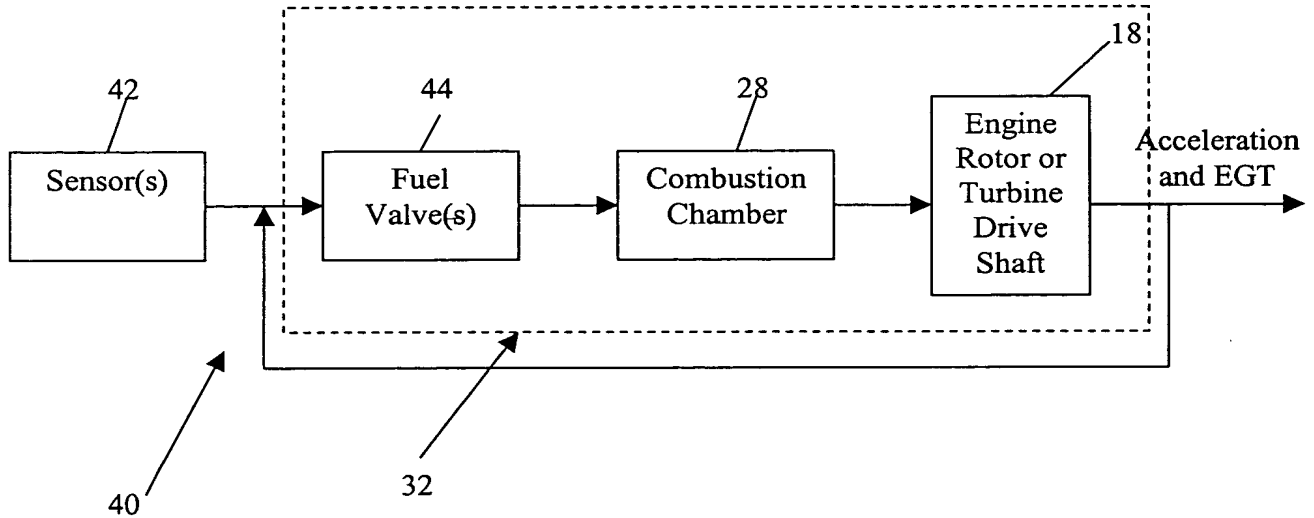 18
42
44
28
Sensor(s)
Fuel
Valve(s)
Combustion
Chamber
Engine
Rotor or
Turbine
Drive
Shaft
Acceleration
and EGT
32
40